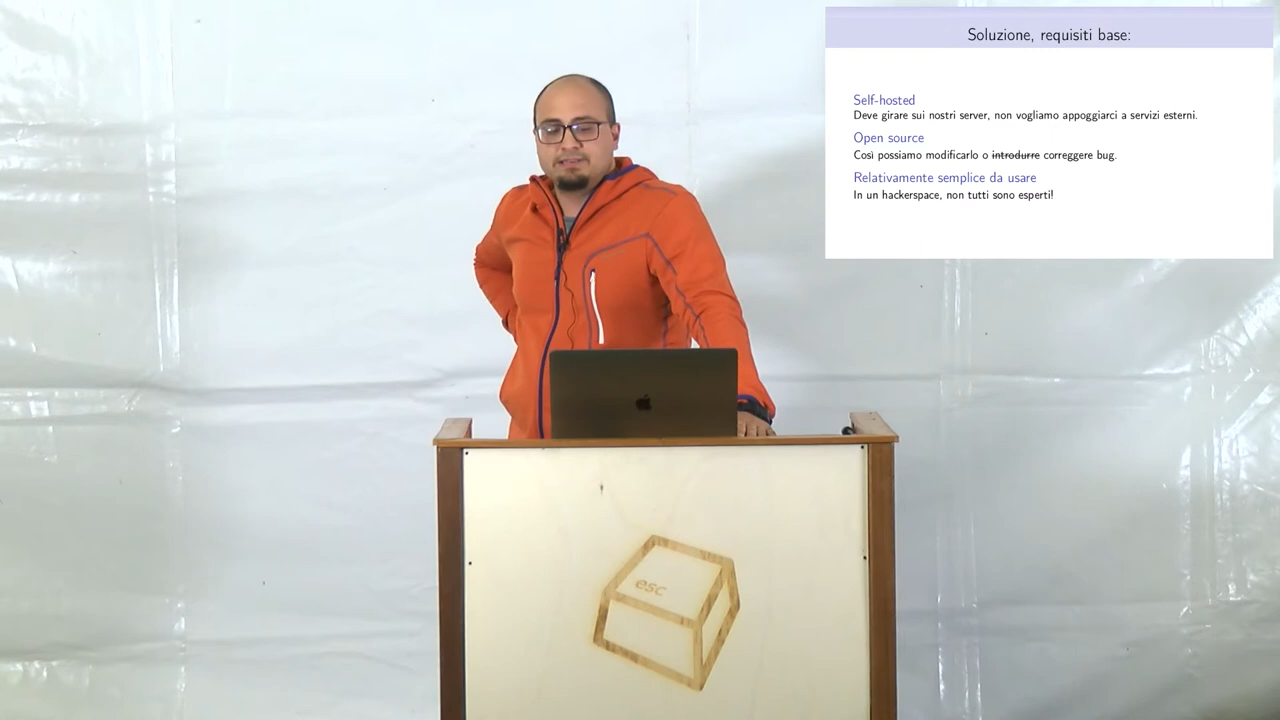 Soluzione, requisiti base:
Self-hosted
Deve girare sui nostri server, non vogliamo appoggiarci a servizi esterni.
Open source
Così possiamo modificarlo o introdurre correggere bug.
Relativamente semplice da usare
In un hackerspace, non tutti sono esperti!
esc